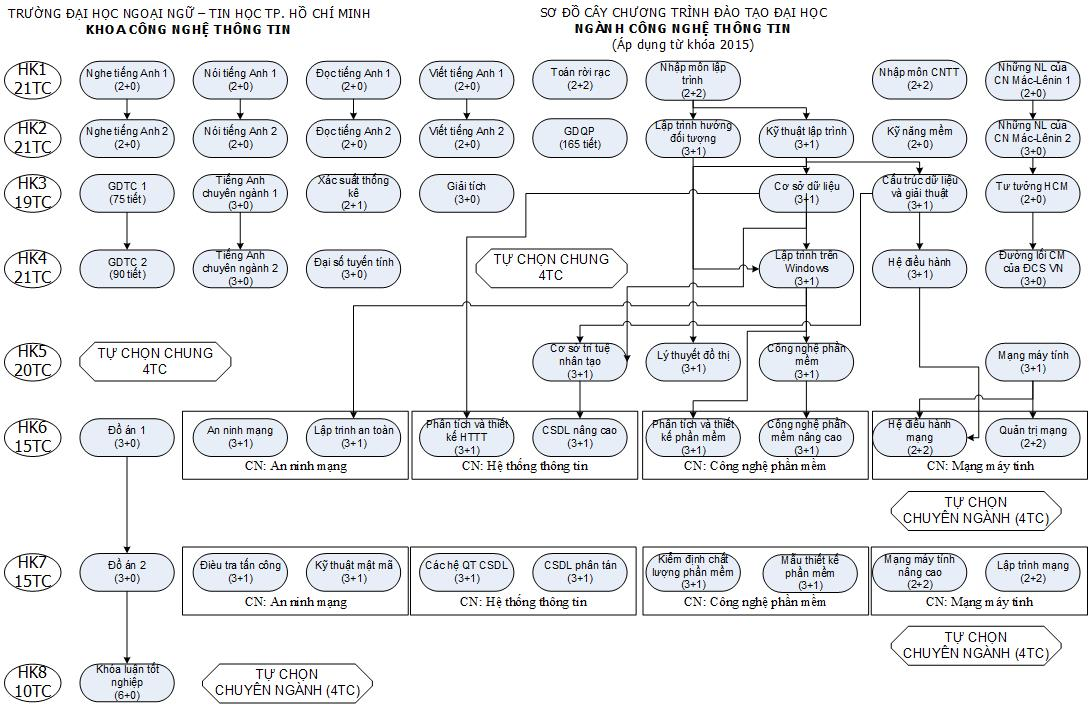 TRƯỜNG ĐẠI HỌC NGOẠI NGỮ – TIN HỌC TP. HỒ CHÍ MINH
KHOA CÔNG NGHỆ THÔNG TIN
SƠ ĐỒ CÂY CHƯƠNG TRÌNH ĐÀO TẠO ĐẠI HỌC
NGÀNH CÔNG NGHỆ THÔNG TIN
(Áp dụng từ khóa 2015)
HK1
21TC
Nghe tiếng Anh 1
(2+0)
Nói tiếng Anh 1
(2+0)
Đọc tiếng Anh 1
(2+0)
Viết tiếng Anh 1
(2+0)
Toán rời rạc
(2+2)
Nhập môn lập
trình
(2+2)
Nhập môn CNTT
(2+2)
Những NL của
CN Mác-Lênin 1
(2+0)
HK2
21TC
Nghe tiếng Anh 2
(2+0)
Nói tiếng Anh 2
(2+0)
Đọc tiếng Anh 2
(2+0)
Viết tiếng Anh 2
(2+0)
GDQP
(165 tiết)
Lập trình hướng
đối tượng
(3+1)
Kỹ thuật lập trình
(3+1)
Kỹ năng mềm
(2+0)
Những NL của
CN Mác-Lênin 2
(3+0)
HK3
19TC
GDTC 1
(75 tiết)
Tiếng Anh
chuyên ngành 1
(3+0)
Xác suất thống
kê
(2+1)
Giải tích
(3+0)
Cơ sở dữ liệu
(3+1)
Cấu trúc dữ liệu
và giải thuật
(3+1)
Tư tưởng HCM
(2+0)
HK4
21TC
GDTC 2
(90 tiết)
Tiếng Anh
chuyên ngành 2
(3+0)
Đại số tuyến tính
(3+0)
TỰ CHỌN CHUNG
4TC
Lập trình trên
Windows
(3+1)
Hệ điều hành
(3+1)
Đường lối CM
của ĐCS VN
(3+0)
HK5
20TC
TỰ CHỌN CHUNG
4TC
Cơ sở trí tuệ
nhân tạo
(3+1)
Lý thuyết đồ thị
(3+1)
Công nghệ phần
mềm
(3+1)
Mạng máy tính
(3+1)
HK6
15TC
Đồ án 1
(3+0)
An ninh mạng
(3+1)
Lập trình an toàn
(3+1)
CN: An ninh mạng
Phân tích và thiết
kế HTTT
(3+1)
CSDL nâng cao
(3+1)
CN: Hệ thống thông tin
Phân tích và thiết
kế phần mềm
(3+1)
Công nghệ phần
mềm nâng cao
(3+1)
CN: Công nghệ phần mềm
Hệ điều hành
mạng
(2+2)
Quản trị mạng
(2+2)
CN: Mạng máy tính
TỰ CHỌN
CHUYÊN NGÀNH (4TC)
HK7
15TC
Đồ án 2
(3+0)
Điều tra tấn công
(3+1)
Kỹ thuật mật mã
(3+1)
CN: An ninh mạng
Các hệ QT CSDL
(3+1)
CSDL phân tán
(3+1)
CN: Hệ thống thông tin
Kiểm định chất
lượng phần mềm
(3+1)
Mẫu thiết kế
phần mềm
(3+1)
CN: Công nghệ phần mềm
Mạng máy tính
nâng cao
(2+2)
Lập trình mạng
(2+2)
CN: Mạng máy tính
TỰ CHỌN
CHUYÊN NGÀNH (4TC)
HK8
10TC
Khóa luận tốt
nghiệp
(6+0)
TỰ CHỌN
CHUYÊN NGÀNH (4TC)